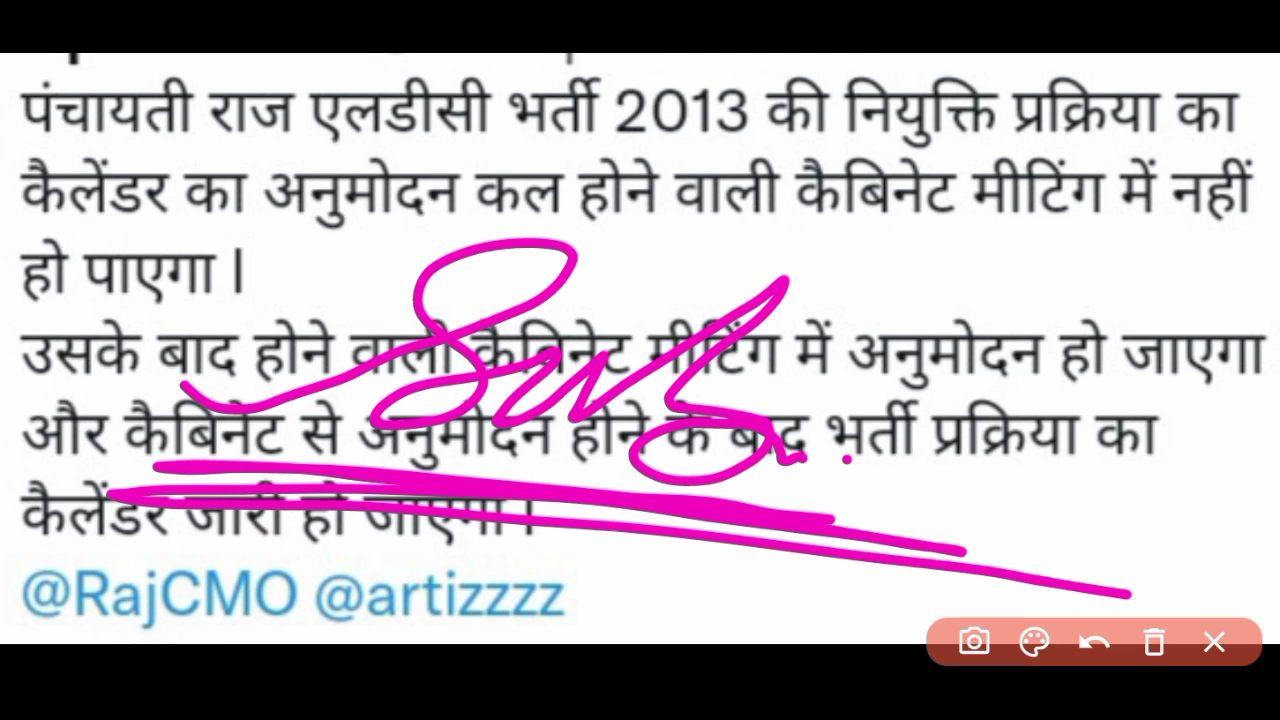 पंचायती राज एलडीसी भर्ती 2013 की नियुक्ति प्रक्रिया का
कैलेंडर का अनुमोदन कल होने वाली कैबिनेट मीटिंग में नहीं
हो पाएगा |
उसके बाद होने वाली कैबिनेट मीटिंग में अनुमोदन हो जाएगा
और कैबिनेट से अनुमोदन होने के बाद भर्ती प्रक्रिया का
कैलेंडर जारी हो जाएगा |
@RajCMO @artizzzz